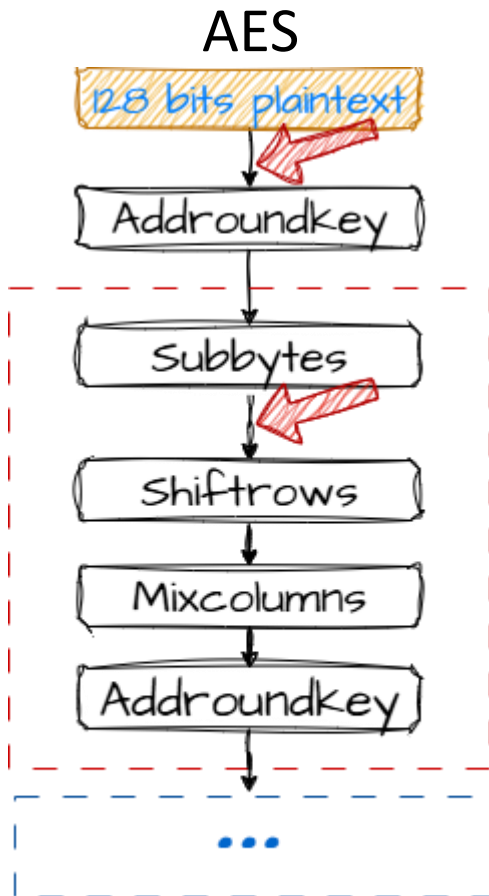 AES
128 bits plaintext
Addroundkey
Subbytes
Shiftrows
Mixcolumns
Addroundkey
...